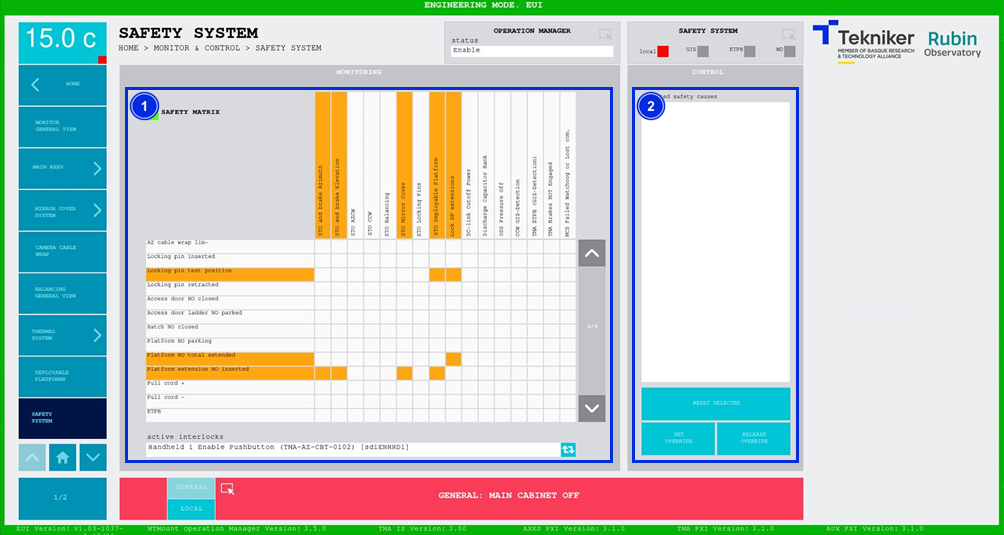 ENGINEERING MODE. EUI
15.0 c
SAFETY SYSTEM
HOME > MONITOR & CONTROL > SAFETY SYSTEM
OPERATION MANAGER
status
Enable
SAFETY SYSTEM
local
GIS
ETPB
WD
Tekniker
MEMBER OF BASQUE RESEARCH
& TECHNOLOGY ALLIANCE
Rubin
Observatory
HOME
MONITOR
GENERAL VIEW
MAIN AXES
MIRROR COVER
SYSTEM
CAMERA CABLE
WRAP
BALANCING
GENERAL VIEW
THERMAL
SYSTEM
DEPLOYABLE
PLATFORMS
SAFETY
SYSTEM
1/2
MONITORING
1
SAFETY MATRIX
STO and brake Azimuth
STO and brake Elevation
STO AZCW
STO CCW
STO Balancing
STO Mirror Cover
STO Locking Pins
STO Deployable Platform
Lock DP extensions
DC-link Cutoff Power
Discharge Capacitor Bank
OSS Pressure Off
CCW GIS-Detection
TMA ETPB (GIS-Detection)
TMA Brakes NOT Engaged
MCS Failed Watchdog or Lost com.
AZ cable wrap lim-
Locking pin inserted
Locking pin test position
Locking pin retracted
Access door NO closed
Access door ladder NO parked
Hatch NO closed
Platform NO parking
Platform NO total extended
Platform extension NO inserted
Pull cord +
Pull cord -
ETPB
active interlocks
Handheld 1 Enable Pushbutton (TMA-AZ-CBT-0102) [sdiENHHD1]
CONTROL
2
safety causes
RESET SELECTED
SET
OVERRIDE
RELEASE
OVERRIDE
GENERAL
LOCAL
GENERAL: MAIN CABINET OFF
EUI Version: v1.03-1037-
MTMount Operation Manager Version: 3.5.0
TMA IS Version: 3.00
AXES PXI Version: 3.1.0
TMA PXI Version: 3.1.0
AUX PXI Version: 3.1.0